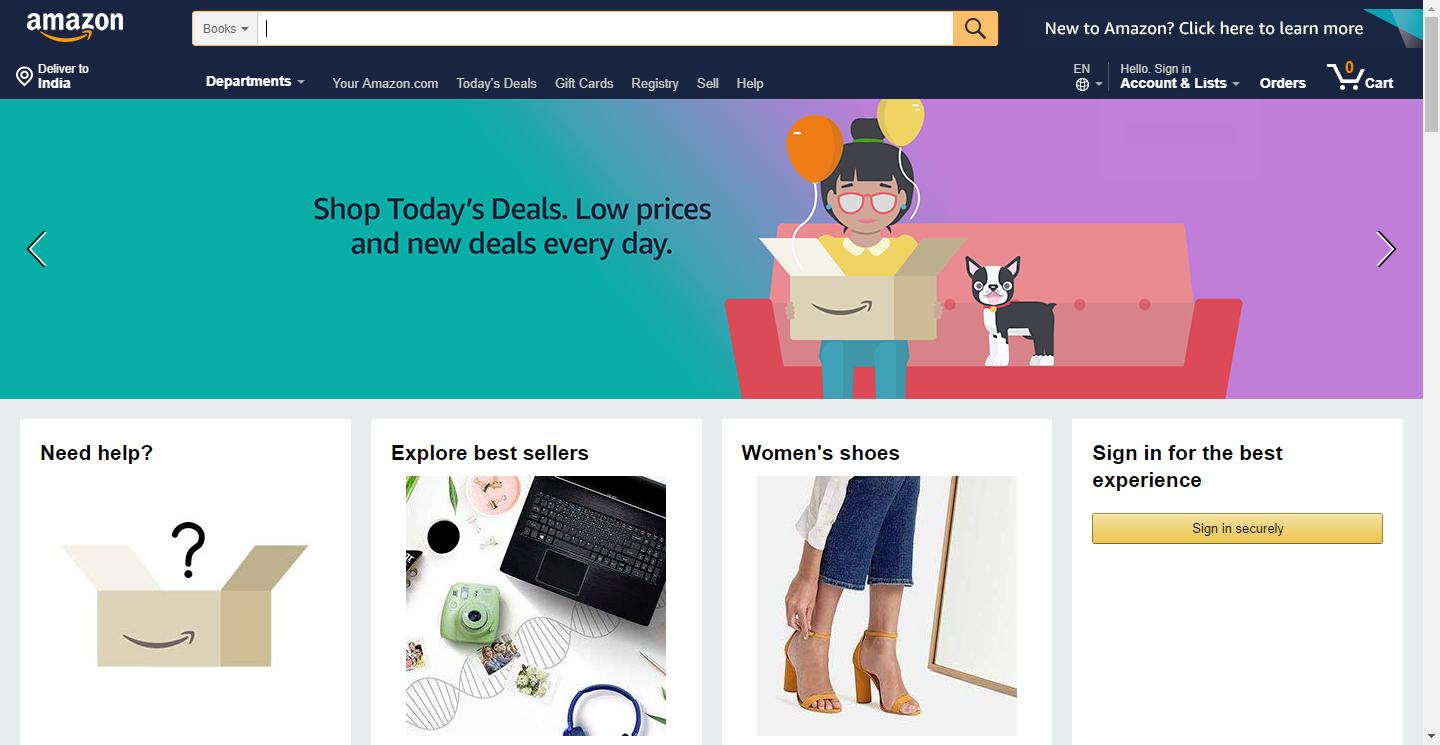 amazon
Books
New to Amazon? Click here to learn more
Deliver to
India
Departments
Your Amazon.com
Today's Deals
Gift Cards
Registry
Sell
Help
EN
Hello. Sign in
Account & Lists
Orders
0
Cart
Shop Today's Deals. Low prices
and new deals every day.
Need help?
?
Explore best sellers
Women's shoes
Sign in for the best
experience
Sign in securely